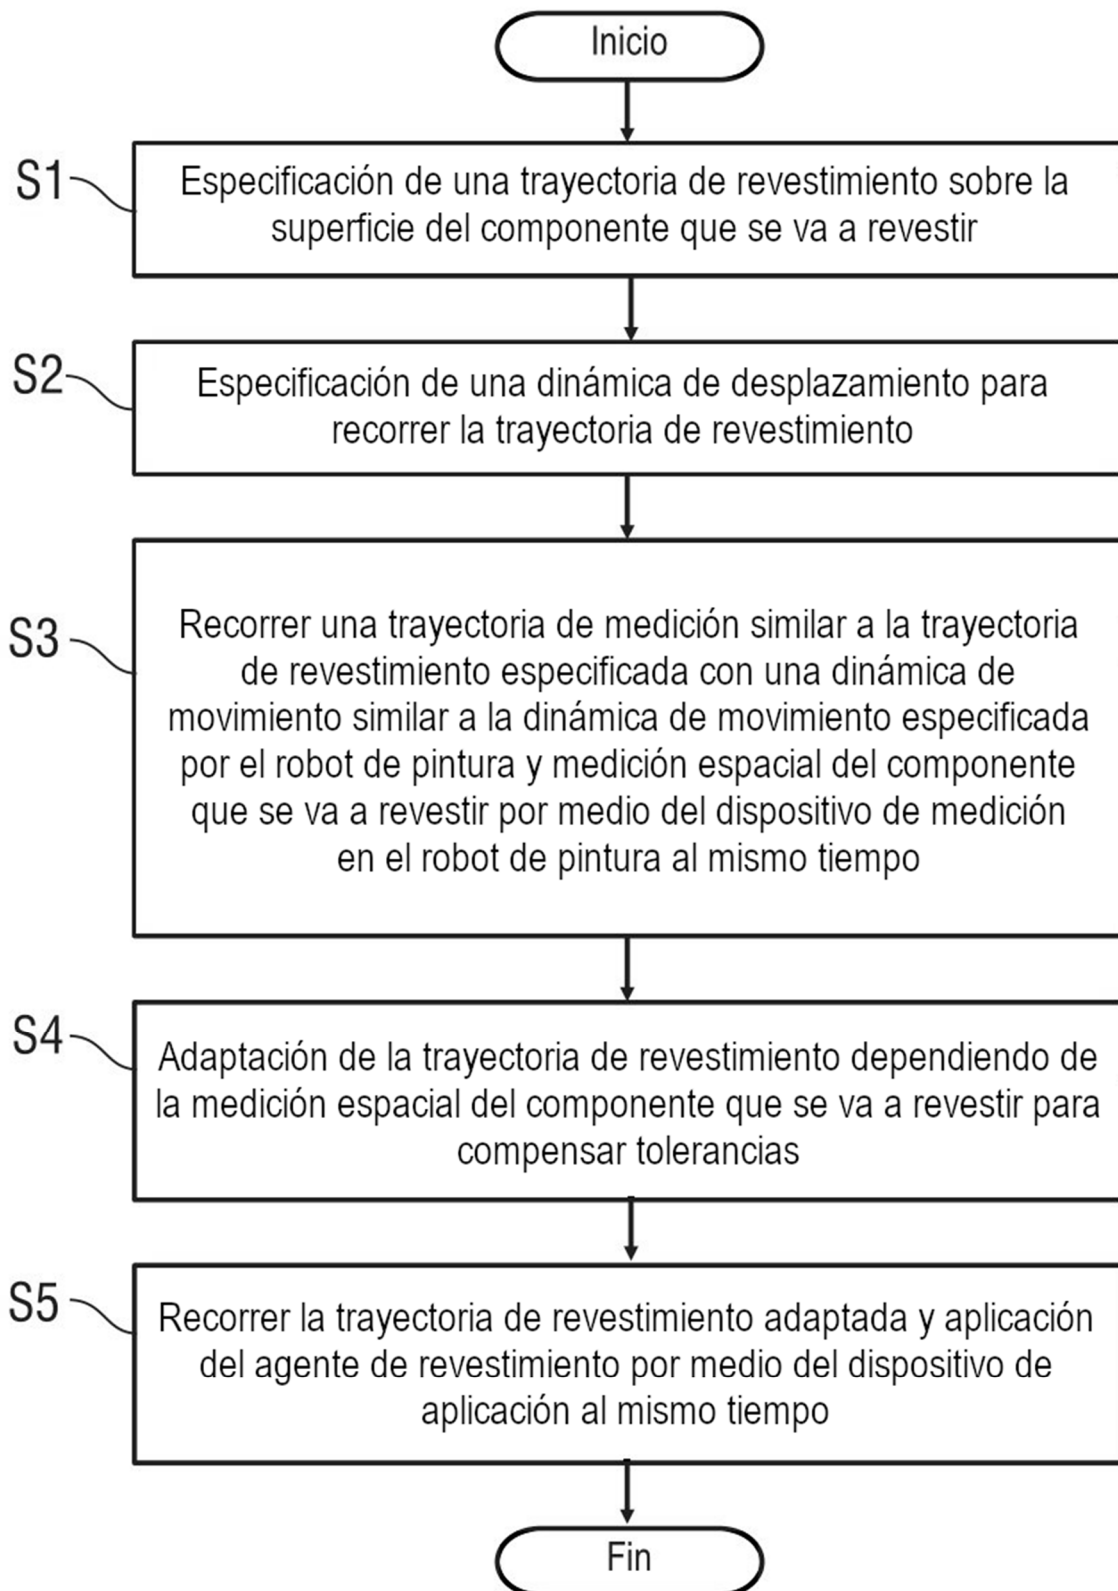 Inicio
S1
Especificación de una trayectoria de revestimiento sobre la
superficie del componente que se va a revestir
S2
Especificación de una dinámica de desplazamiento para
recorrer la trayectoria de revestimiento
S3
Recorrer una trayectoria de medición similar a la trayectoria
de revestimiento especificada con una dinámica de
movimiento similar a la dinámica de movimiento especificada
por el robot de pintura y medición espacial del componente
que se va a revestir por medio del dispositivo de medición
en el robot de pintura al mismo tiempo
S4
Adaptación de la trayectoria de revestimiento dependiendo de
la medición espacial del componente que se va a revestir para
compensar tolerancias
S5
Recorrer la trayectoria de revestimiento adaptada y aplicación
del agente de revestimiento por medio del dispositivo de
aplicación al mismo tiempo
Fin